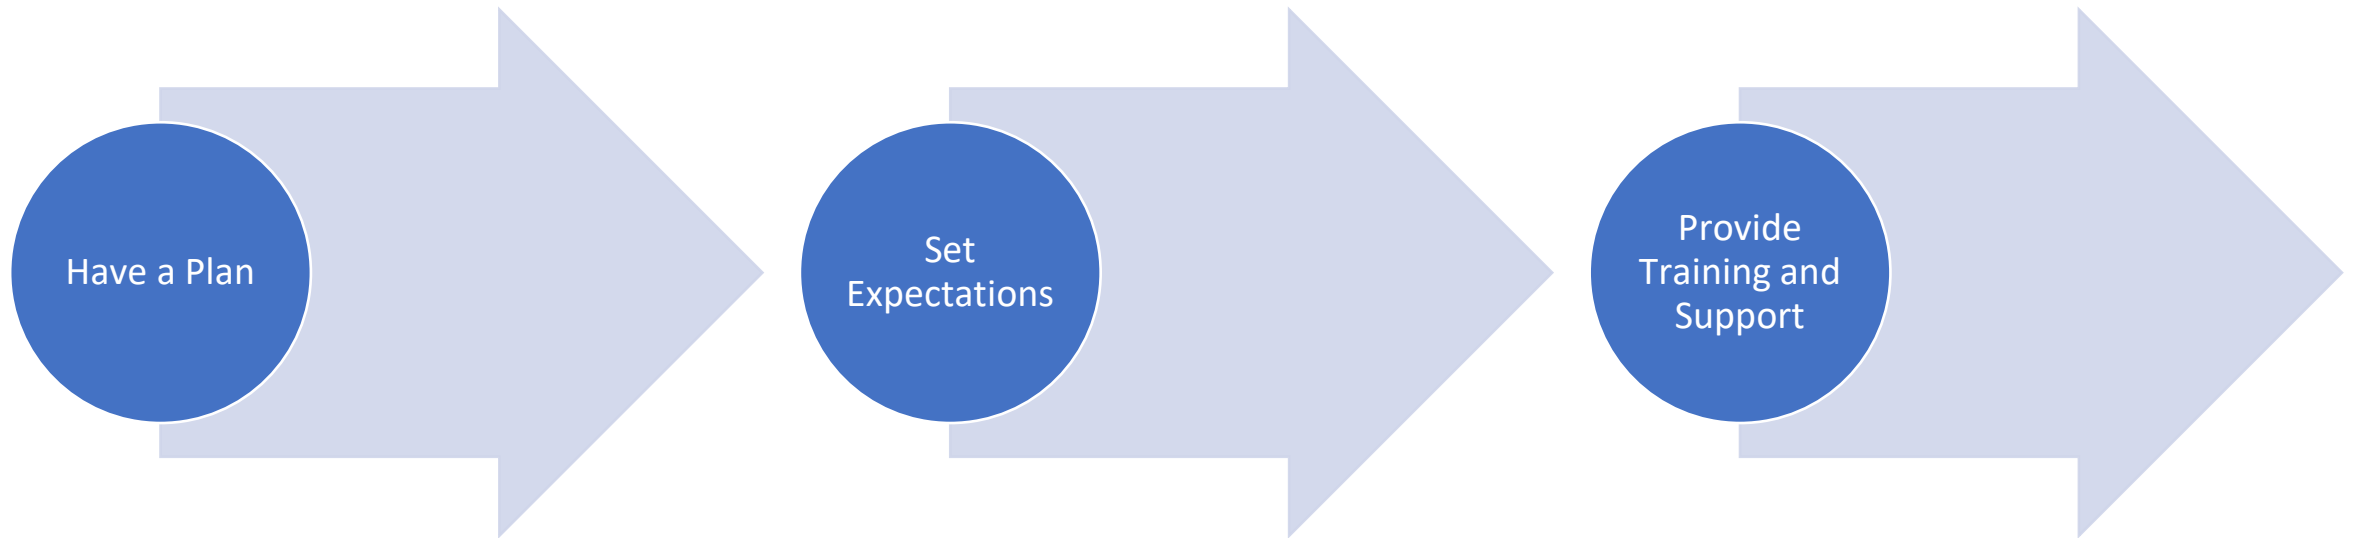 Have a Plan
Set
Expectations
Provide
Training and
Support